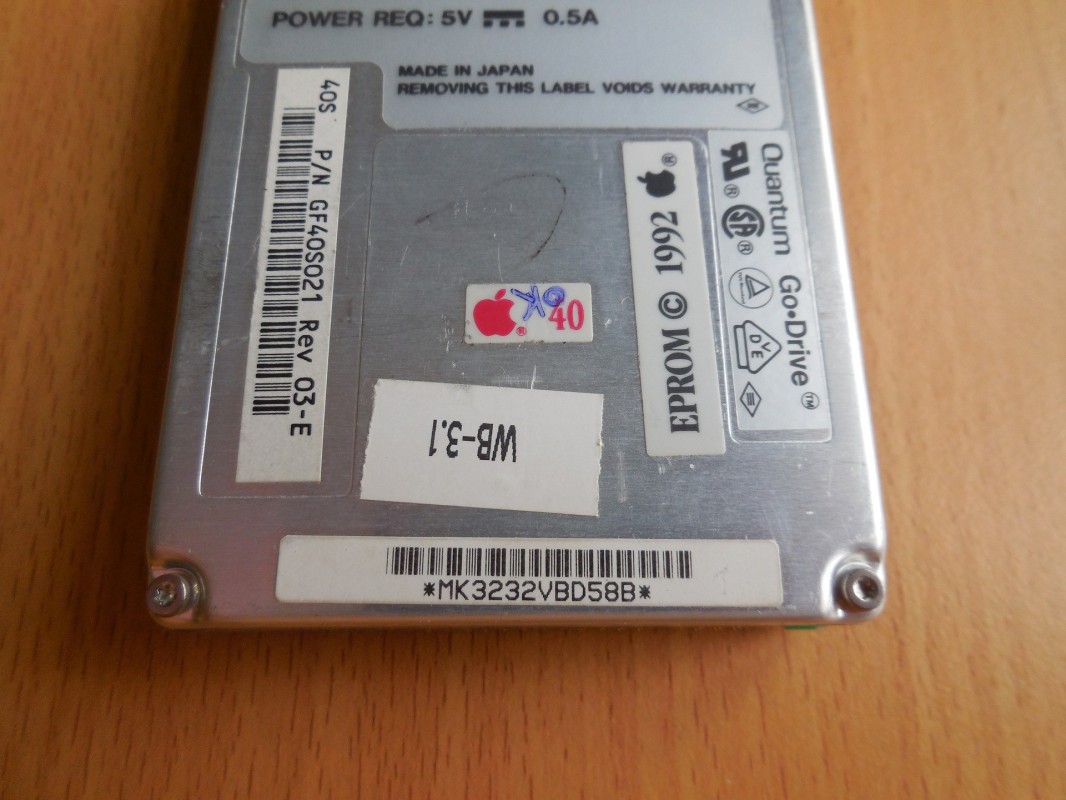 POWER REQ: 5V 0.5A
MADE IN JAPAN
REMOVING THIS LABEL VOIDS WARRANTY
40S
P/N GF40S021 Rev 03-E
Quantum Go•Drive™
EPROM © 1992 ®
® 40
WB-3.1
*MK3232VBD58B*